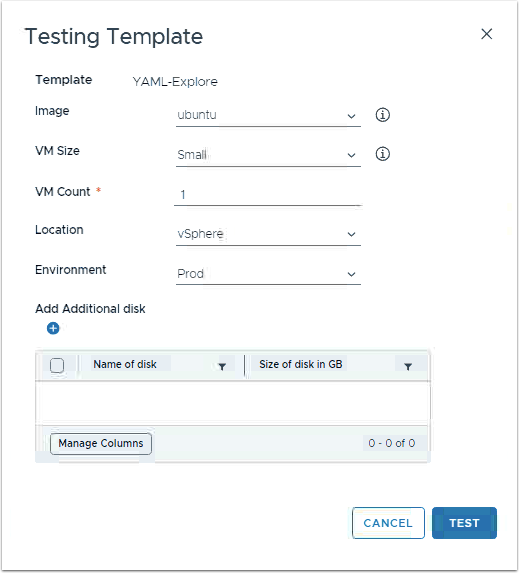 Testing Template
Template YAML-Explore
Image ubuntu
VM Size Small
VM Count * 1
Location vSphere
Environment Prod
Add Additional disk
Name of disk Size of disk in GB
Manage Columns 0 - 0 of 0
CANCEL TEST